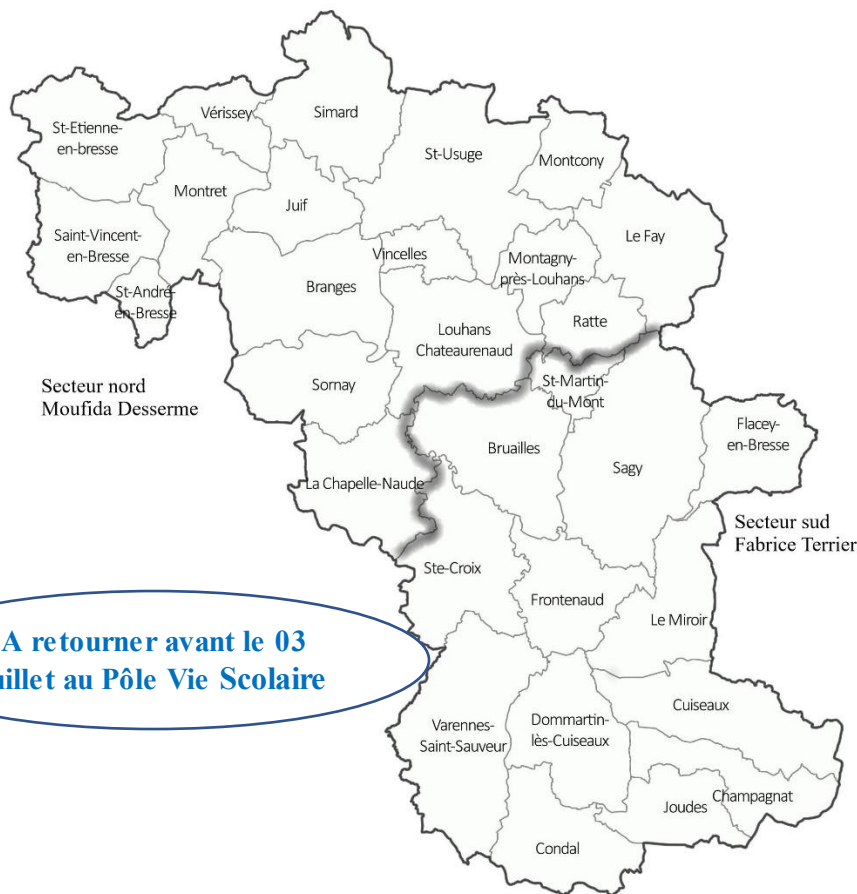 Vérissey
Simard
St-Etienne-
en-bresse
St-Usuge
Montcony
Montret
Juif
Saint-Vincent-
en-Bresse
Le Fay
Vincelles
Montagny-
près-Louhans
St-André-
en-Bresse
Branges
Ratte
Louhans
Chateaurenaud
Secteur nord
Moufida Desserme
Sornay
St-Martin-
du-Mont
Flacey-
en-Bresse
Bruailles
Sagy
La Chapelle-Naude
Secteur sud
Fabrice Terrier
Ste-Croix
Frontenaud
Le Miroir
A retourner avant le 03
uillet au Pôle Vie Scolaire
Cuiseaux
Varennes-
Saint-Sauveur
Dommartin-
lès-Cuiseaux
Champagnat
Joudes
Condal